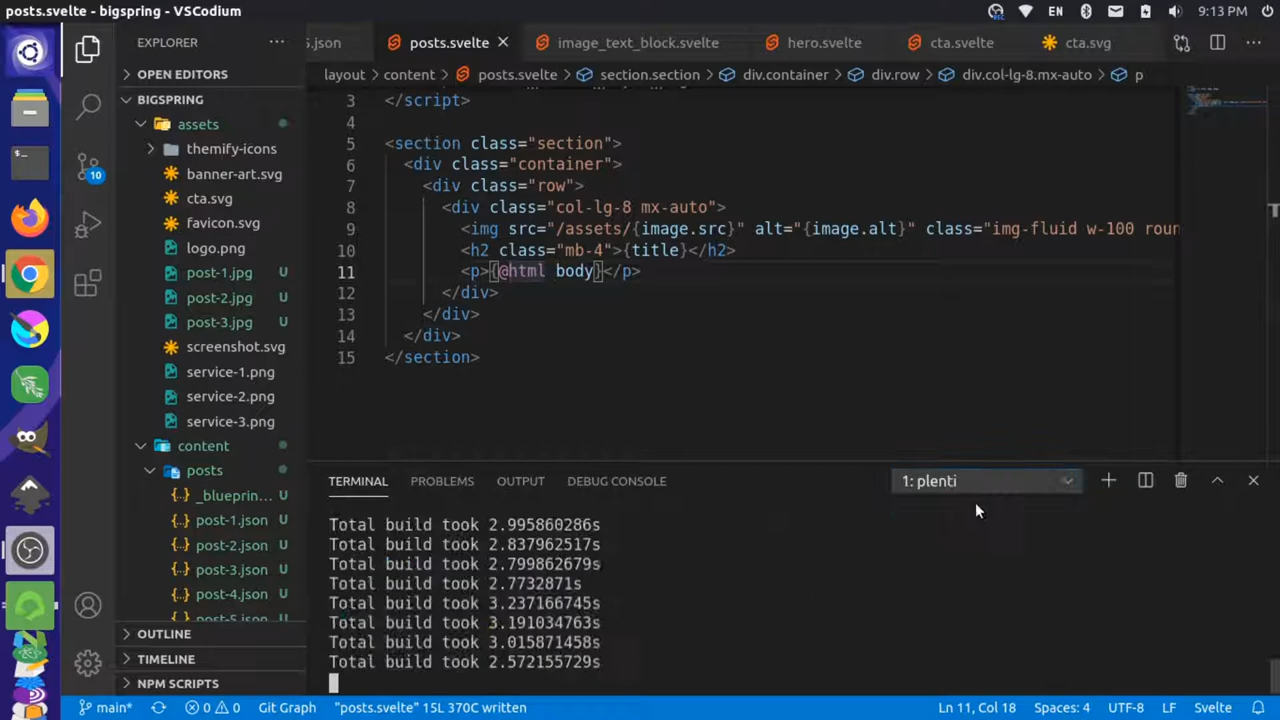 posts.svelte - bigspring - VSCodium
EN
9:13 PM
EXPLORER
5.json
posts.svelte
image_text_block.svelte
hero.svelte
cta.svelte
cta.svg
OPEN EDITORS
layout
content
posts.svelte
section.section
div.container
div.row
div.col-lg-8.mx-auto
p
BIGSPRING
assets
themify-icons
banner-art.svg
cta.svg
favicon.svg
logo.png
post-1.jpg U
post-2.jpg U
post-3.jpg U
screenshot.svg
service-1.png
service-2.png
service-3.png
content
posts
_blueprin... U
post-1.json U
post-2.json U
post-3.json U
post-4.json U
post-5.json U
OUTLINE
TIMELINE
NPM SCRIPTS
10
3 </script>
4
5 <section class="section">
6 <div class="container">
7 <div class="row">
8 <div class="col-lg-8 mx-auto">
9 <img src="/assets/{image.src}" alt="{image.alt}" class="img-fluid w-100 roun
10 <h2 class="mb-4">{title}</h2>
11 <p>{@html body}</p>
12 </div>
13 </div>
14 </div>
15 </section>
TERMINAL
PROBLEMS
OUTPUT
DEBUG CONSOLE
1: plenti
Total build took 2.995860286s
Total build took 2.837962517s
Total build took 2.799862679s
Total build took 2.7732871s
Total build took 3.237166745s
Total build took 3.191034763s
Total build took 3.015871458s
Total build took 2.572155729s
main*
0 0
Git Graph
"posts.svelte" 15L 370C written
Ln 11, Col 18
Spaces: 4
UTF-8
LF
Svelte